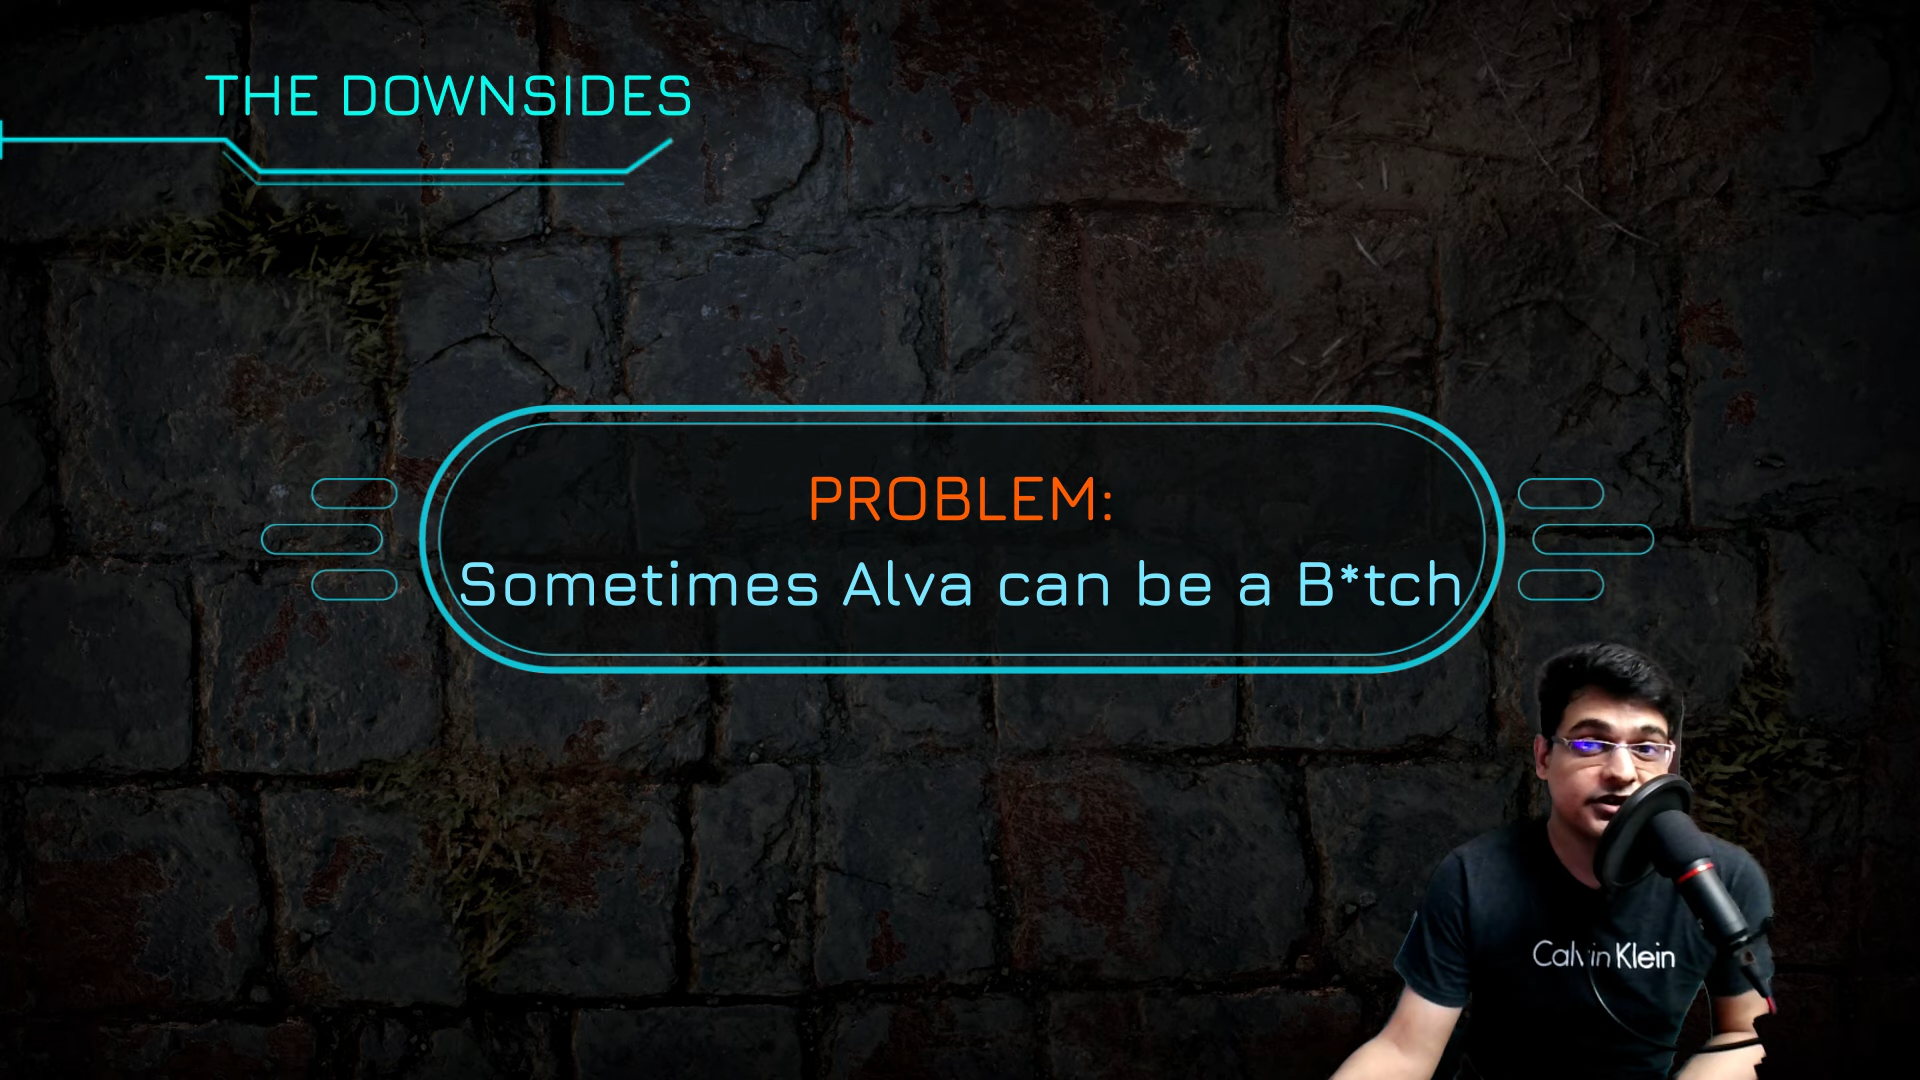 THE DOWNSIDES
PROBLEM:
Sometimes Alva can be a B*tch
Calvin Klein